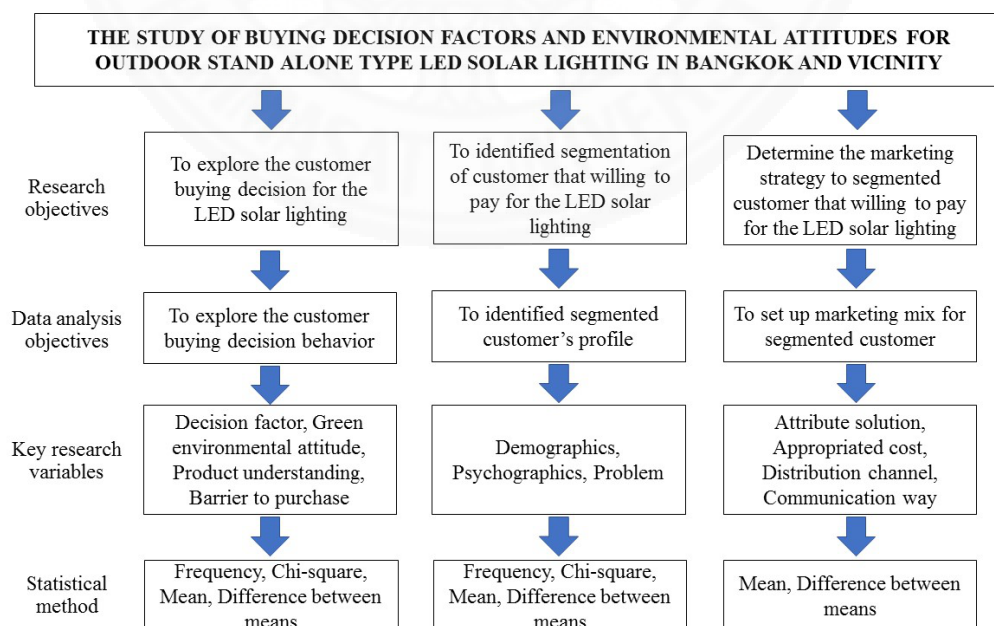 THE STUDY OF BUYING DECISION FACTORS AND ENVIRONMENTAL ATTITUDES FOR
OUTDOOR STAND ALONE TYPE LED SOLAR LIGHTING IN BANGKOK AND VICINITY
Research
objectives
To explore the customer
buying decision for the
LED solar lighting
To identified segmentation
of customer that willing to
pay for the LED solar
lighting
Determine the marketing
strategy to segmented
customer that willing to pay
for the LED solar lighting
Data analysis
objectives
To explore the customer
buying decision behavior
To identified segmented
customer’s profile
To set up marketing mix for
segmented customer
Key research
variables
Decision factor, Green
environmental attitude,
Product understanding,
Barrier to purchase
Demographics,
Psychographics, Problem
Attribute solution,
Appropriated cost,
Distribution channel,
Communication way
Statistical
method
Frequency, Chi-square,
Mean, Difference between
means
Frequency, Chi-square,
Mean, Difference between
means
Mean, Difference between
means